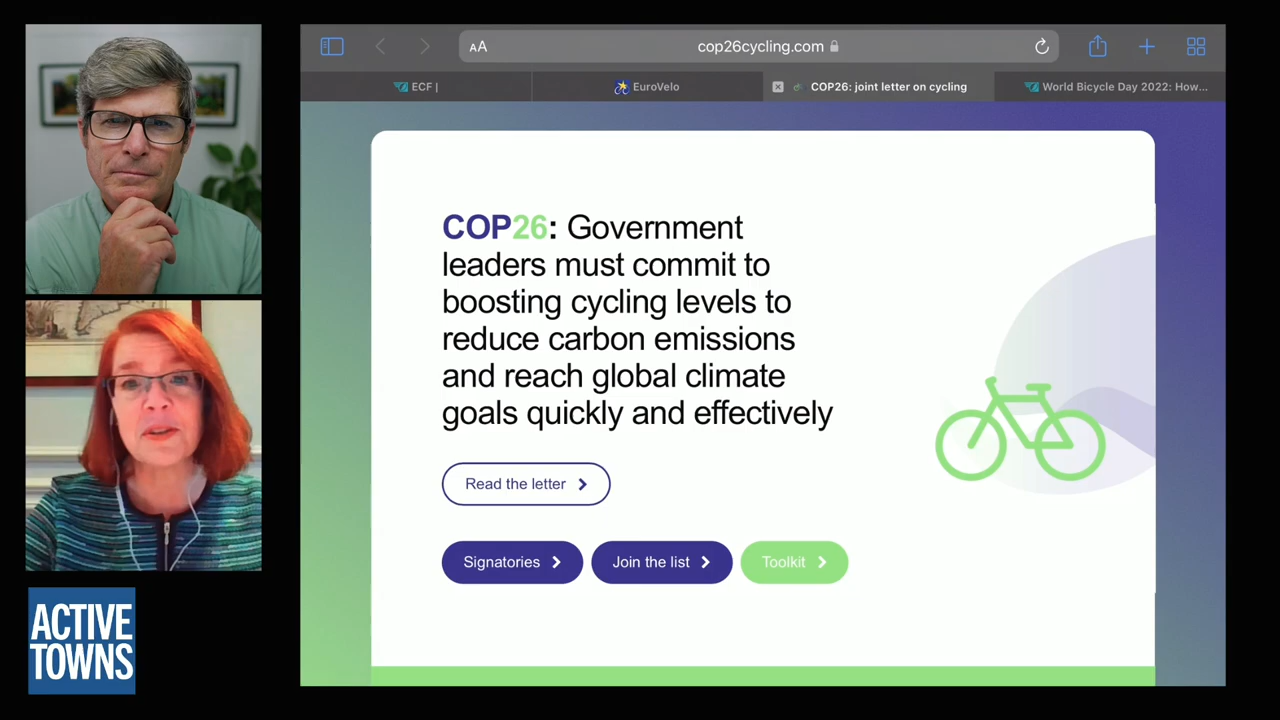 AA
cop26cycling.com
ECF |
EuroVelo
COP26: joint letter on cycling
World Bicycle Day 2022: How...
COP26: Government
leaders must commit to
boosting cycling levels to
reduce carbon emissions
and reach global climate
goals quickly and effectively
Read the letter
Signatories
Join the list
Toolkit
ACTIVE
TOWNS